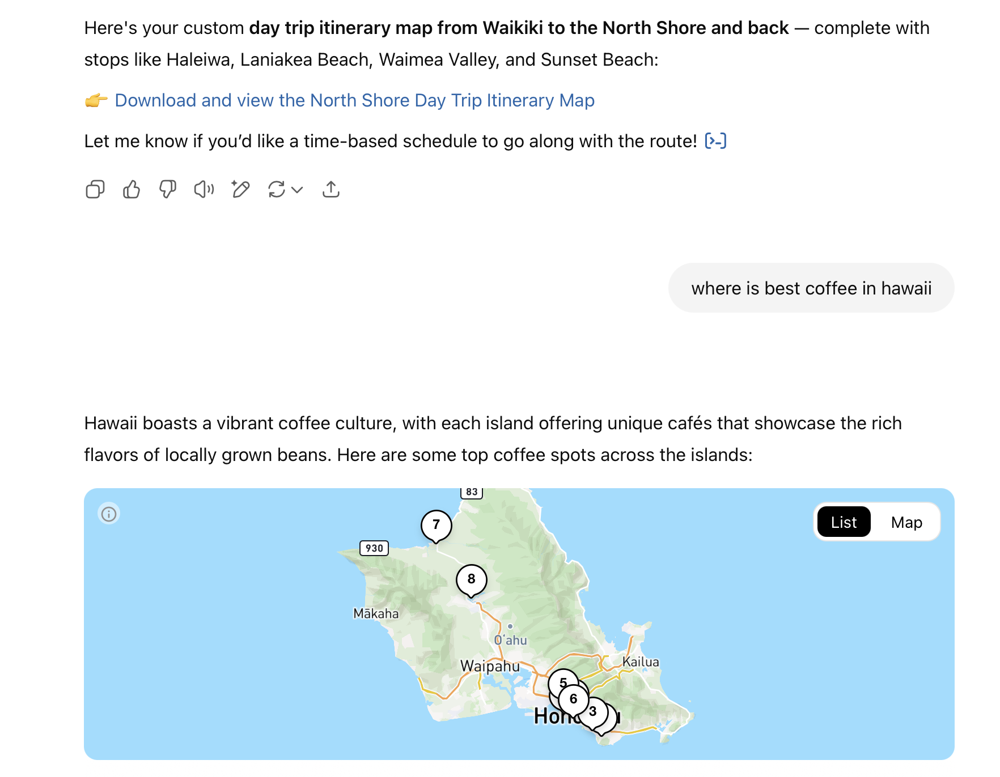 Here's your custom day trip itinerary map from Waikiki to the North Shore and back — complete with
stops like Haleiwa, Laniakea Beach, Waimea Valley, and Sunset Beach:
👉 Download and view the North Shore Day Trip Itinerary Map
Let me know if you’d like a time-based schedule to go along with the route!
where is best coffee in hawaii
Hawaii boasts a vibrant coffee culture, with each island offering unique cafés that showcase the rich
flavors of locally grown beans. Here are some top coffee spots across the islands:
83
List Map
7
930
8
Mākaha
Oʻahu
Waipahu
Kailua
5
6
3